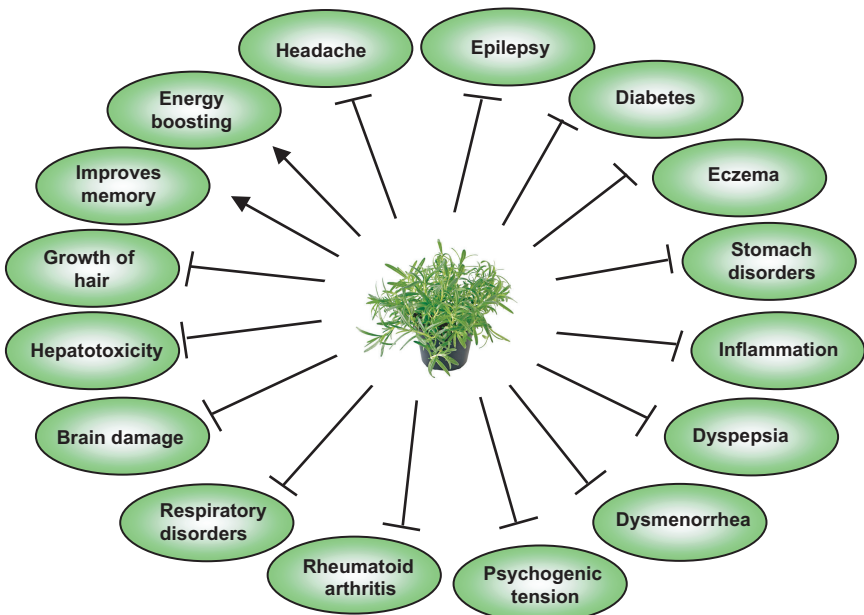 Headache
Epilepsy
Diabetes
Eczema
Stomach
disorders
Inflammation
Dyspepsia
Dysmenorrhea
Psychogenic
tension
Rheumatoid
arthritis
Respiratory
disorders
Brain damage
Hepatotoxicity
Growth of
hair
Improves
memory
Energy
boosting